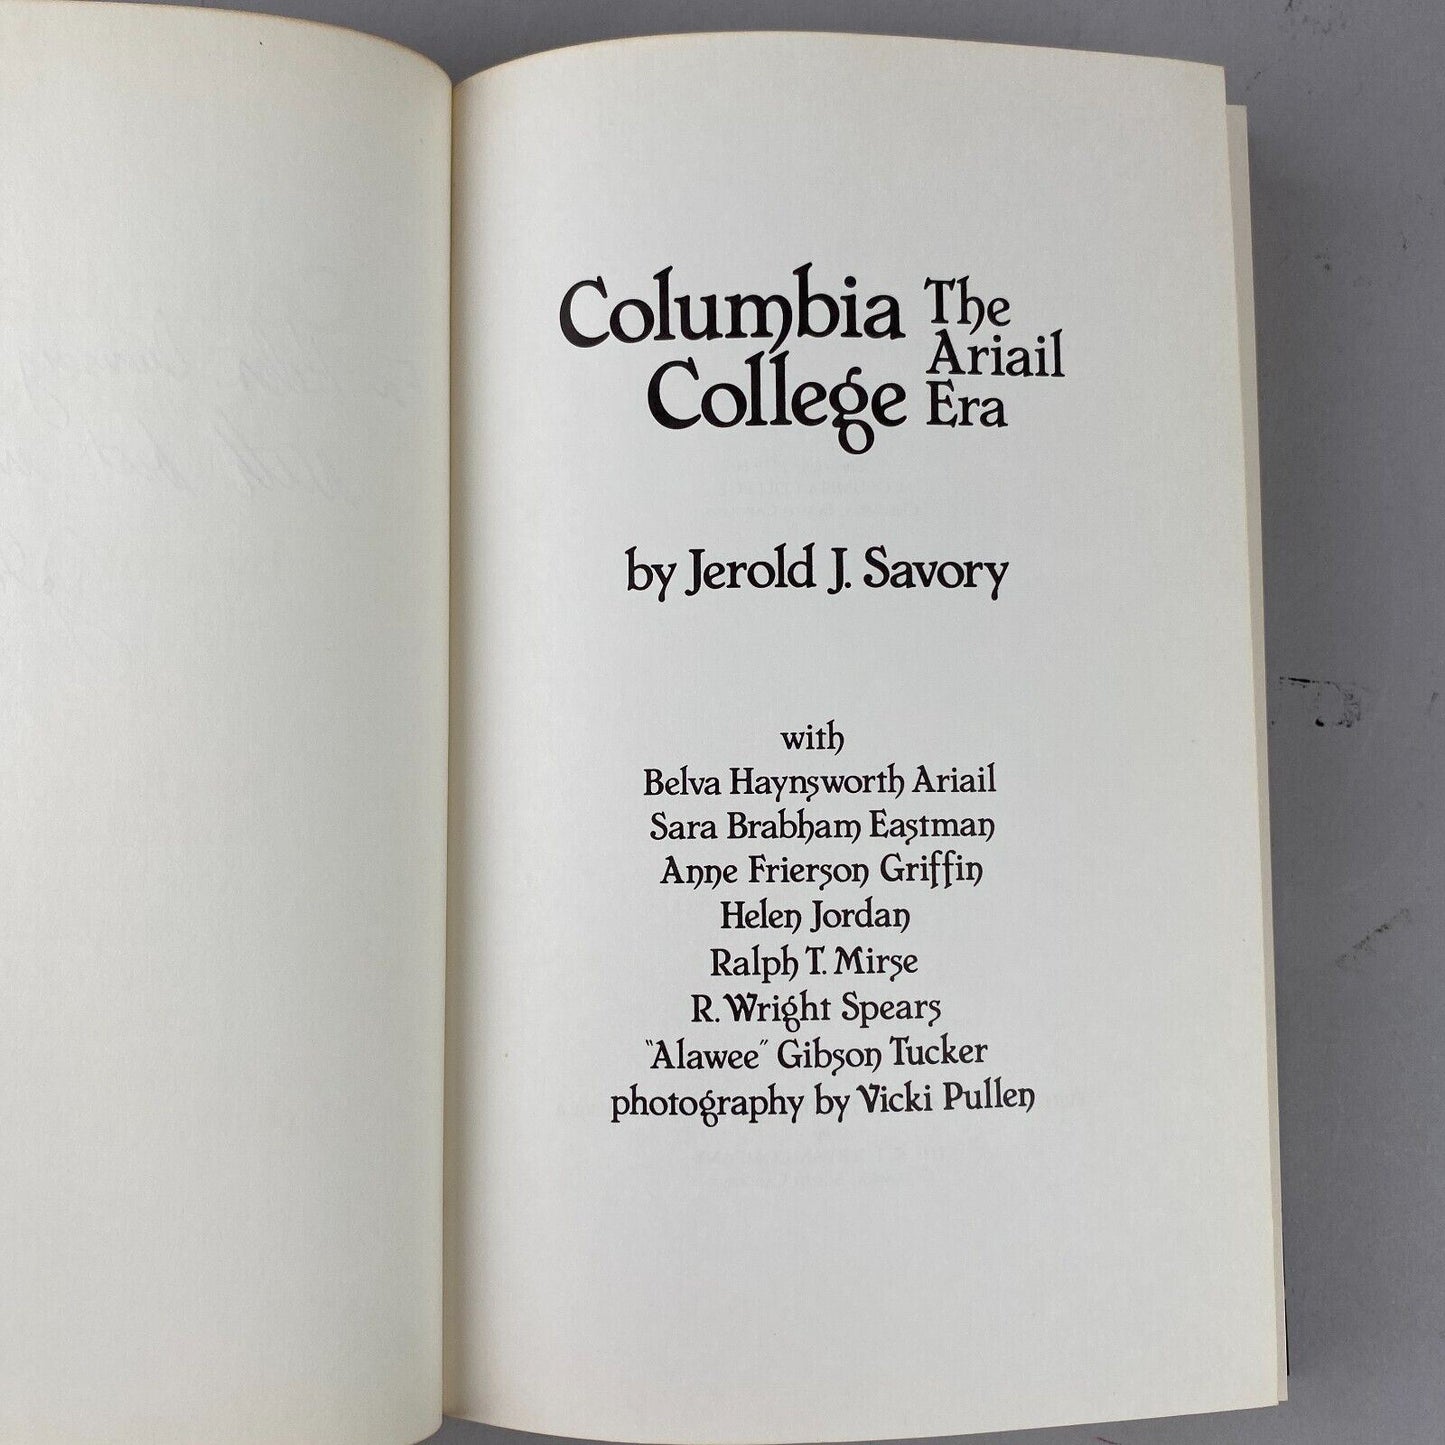 Columbia
College
The
Ariail
Era
by Jerold J. Savory
with
Belva Haynsworth Ariail
Sara Brabham Eastman
Anne Frierson Griffin
Helen Jordan
Ralph T. Mirse
R. Wright Spears
"Alawee" Gibson Tucker
photography by Vicki Pullen